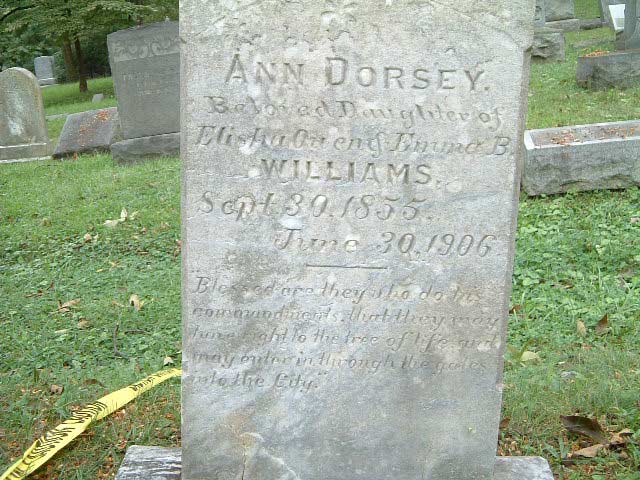 ANN DORSEY.
Beloved Daughter of
Elisha Owen & Emma B.
WILLIAMS,
Sept. 30, 1855.
June 30, 1906
Blessed are they who do his
commandments, that they may
have right to the tree of life and
may enter in through the gates
into the City."